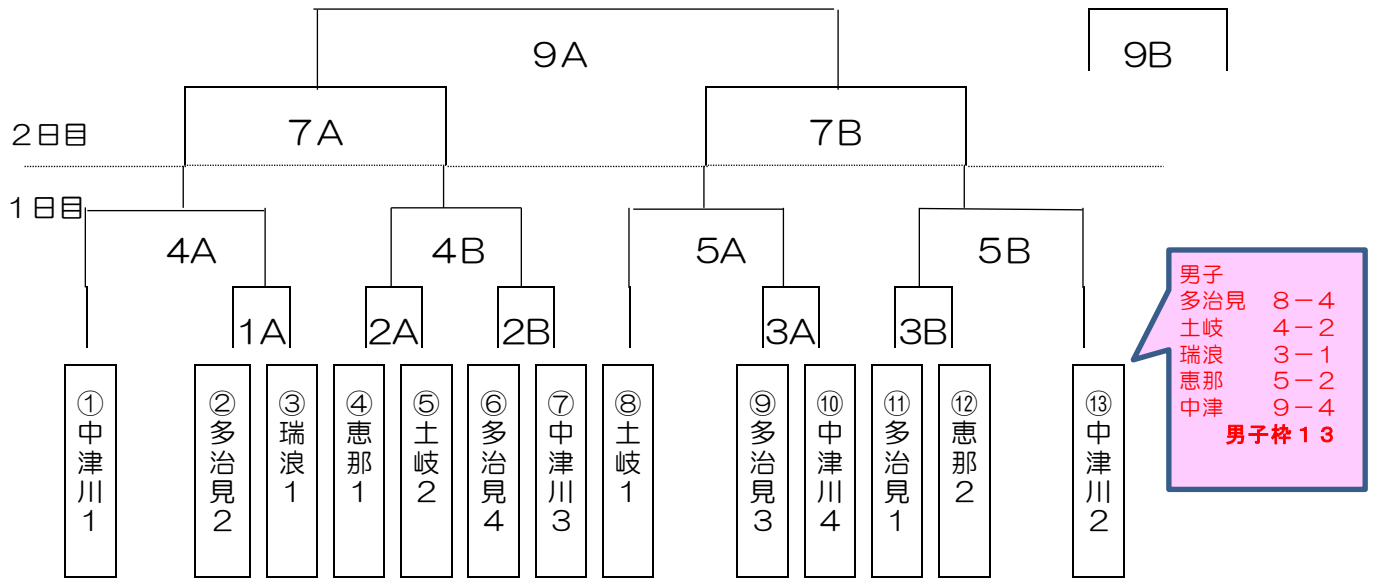 ９Ａ
９Ｂ
２日目
７Ａ
７Ｂ
１日目
４Ａ
４Ｂ
５Ａ
５Ｂ
１Ａ
２Ａ
２Ｂ
３Ａ
３Ｂ
男子
多治見　８－４
土岐　４－２
瑞浪　３－１
恵那　５－２
中津　９－４
男子枠１３
①中津川１
②多治見２
③瑞浪１
④恵那１
⑤土岐２
⑥多治見４
⑦中津川３
⑧土岐１
⑨多治見３
⑩中津川４
⑪多治見１
⑫恵那２
⑬中津川２